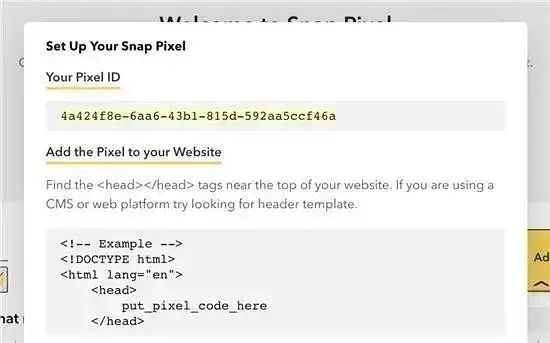 Welcome to Snap Pixel
Set Up Your Snap Pixel
Your Pixel ID
4a424f8e-6aa6-43b1-815d-592aa5ccf46a
Add the Pixel to your Website
Find the <head></head> tags near the top of your website. If you are using a
CMS or web platform try looking for header template.
<!-- Example -->
<!DOCTYPE html>
<html lang="en">
<head>
put_pixel_code_here
</head>
Ad